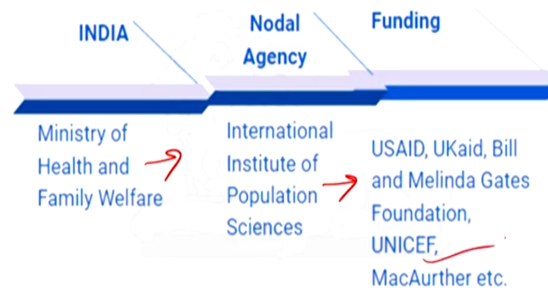 INDIA
Nodal
Agency
Funding
Ministry of
Health and
Family Welfare
International
Institute of
Population
Sciences
USAID, UKaid, Bill
and Melinda Gates
Foundation,
UNICEF,
MacAurther etc.